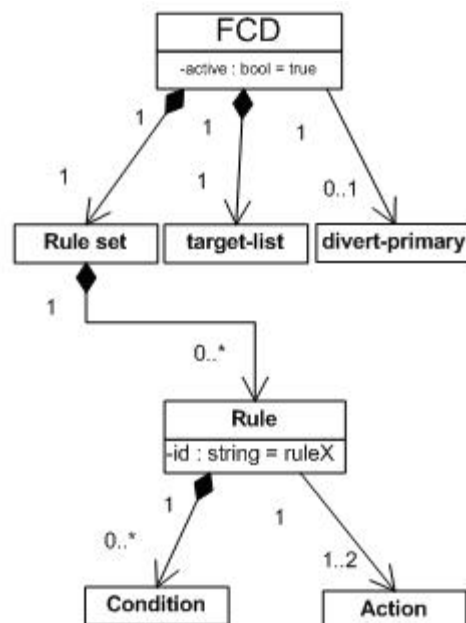 FCD
-active : bool = true
1
1
1
1
1
0..1
Rule set
target-list
divert-primary
1
0..*
Rule
-id : string = ruleX
1
1
0..*
1..2
Condition
Action